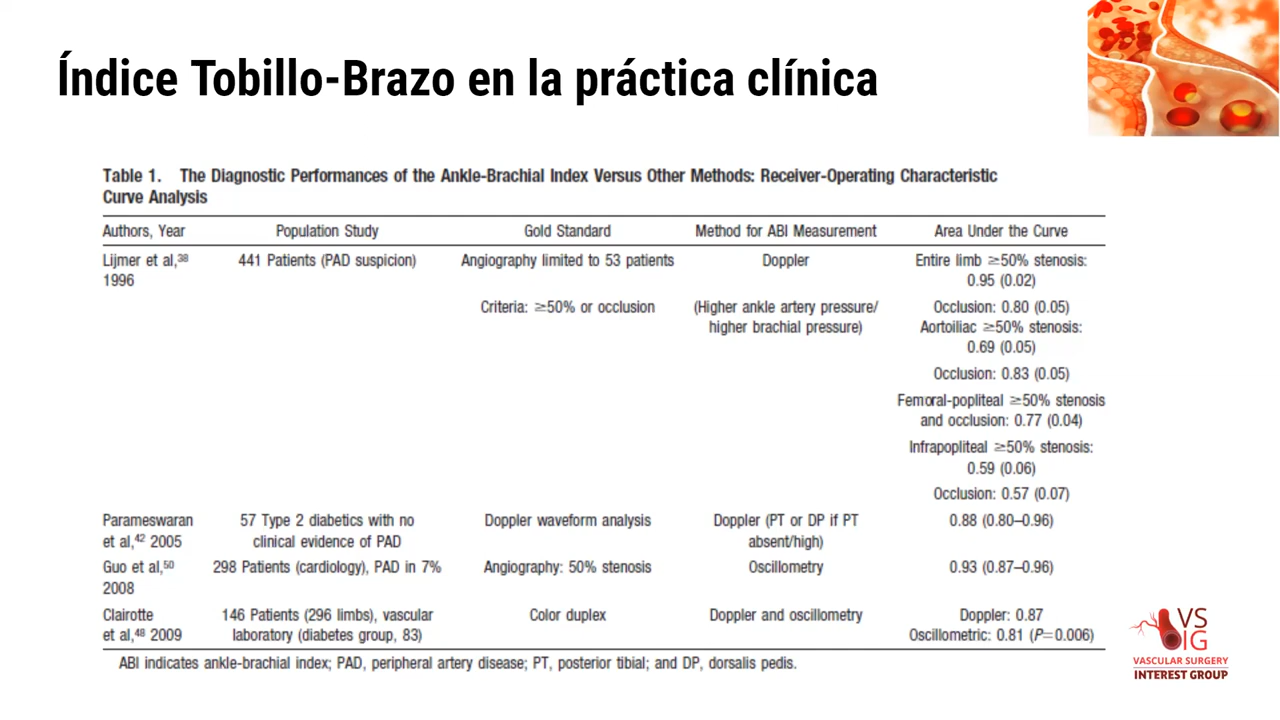 Índice Tobillo-Brazo en la práctica clínica
Table 1. The Diagnostic Performances of the Ankle-Brachial Index Versus Other Methods: Receiver-Operating Characteristic
Curve Analysis
Authors, Year Population Study Gold Standard Method for ABI Measurement Area Under the Curve
Lijmer et al,38 441 Patients (PAD suspicion) Angiography limited to 53 patients Doppler Entire limb ≥50% stenosis:
1996 0.95 (0.02)
Criteria: ≥50% or occlusion (Higher ankle artery pressure/ Occlusion: 0.80 (0.05)
higher brachial pressure) Aortoiliac ≥50% stenosis:
0.69 (0.05)
Occlusion: 0.83 (0.05)
Femoral-popliteal ≥50% stenosis
and occlusion: 0.77 (0.04)
Infrapopliteal ≥50% stenosis:
0.59 (0.06)
Occlusion: 0.57 (0.07)
Parameswaran 57 Type 2 diabetics with no Doppler waveform analysis Doppler (PT or DP if PT 0.88 (0.80–0.96)
et al,42 2005 clinical evidence of PAD absent/high)
Guo et al,50 298 Patients (cardiology), PAD in 7% Angiography: 50% stenosis Oscillometry 0.93 (0.87–0.96)
2008
Clairotte 146 Patients (296 limbs), vascular Color duplex Doppler and oscillometry Doppler: 0.87
et al,48 2009 laboratory (diabetes group, 83) Oscillometric: 0.81 (P=0.006)
ABI indicates ankle-brachial index; PAD, peripheral artery disease; PT, posterior tibial; and DP, dorsalis pedis.
VS
IG
VASCULAR SURGERY
INTEREST GROUP